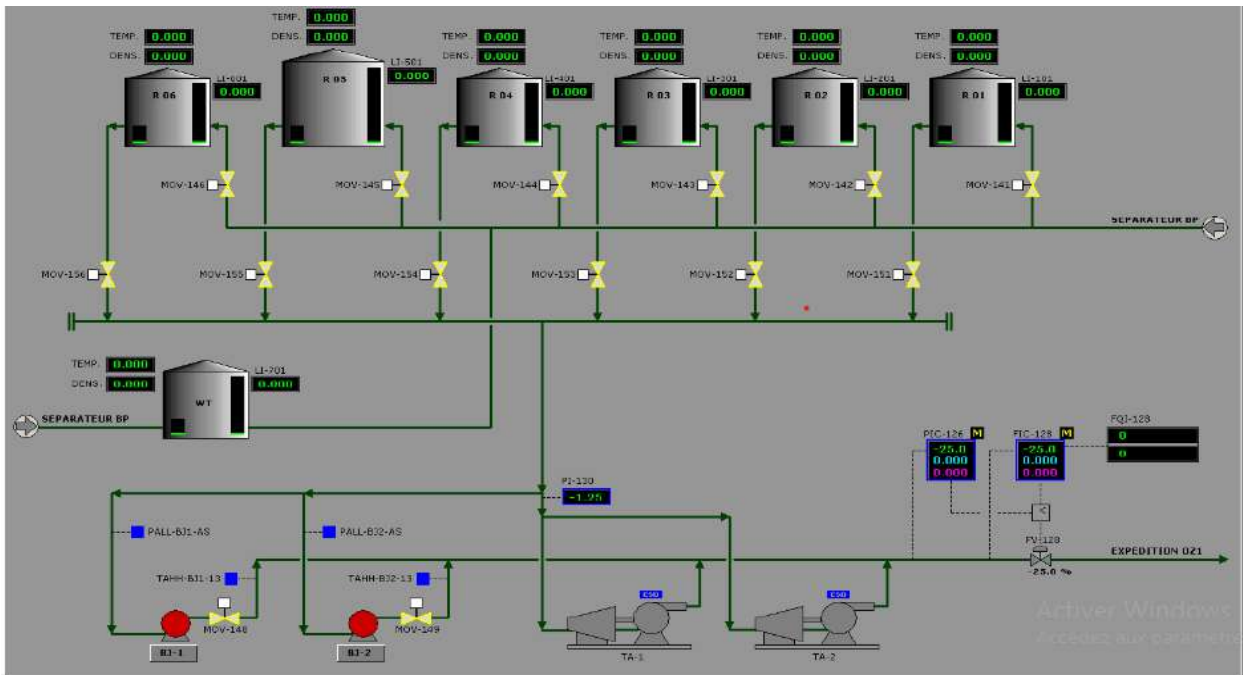 TEMP. 0.000
DENS. 0.000
TEMP. 0.000
DENS. 0.000
TEMP. 0.000
DENS. 0.000
TEMP. 0.000
DENS. 0.000
TEMP. 0.000
DENS. 0.000
TEMP. 0.000
DENS. 0.000
R 06
LI-601
0.000
R 05
LI-501
0.000
R 04
LI-401
0.000
R 03
LI-301
0.000
R 02
LI-201
0.000
R 01
LI-101
0.000
MOV-146
MOV-145
MOV-144
MOV-143
MOV-142
MOV-141
SEPARATEUR BP
MOV-156
MOV-155
MOV-154
MOV-153
MOV-152
MOV-151
TEMP. 0.000
DENS. 0.000
WT
LI-701
0.000
SEPARATEUR BP
PIC-126 M
-25.0
0.000
0.000
FIC-128 M
-25.0
0.000
0.000
FQI-128
0
0
PI-130
-1.25
<
FV-128
-25.0 %
EXPEDITION OZ1
PALL-BJ1-AS
PALL-BJ2-AS
TAHH-BJ1-13
TAHH-BJ2-13
MOV-148
MOV-149
BJ-1
BJ-2
ESD
ESD
TA-1
TA-2
Activer Windows
Accédez aux paramètre